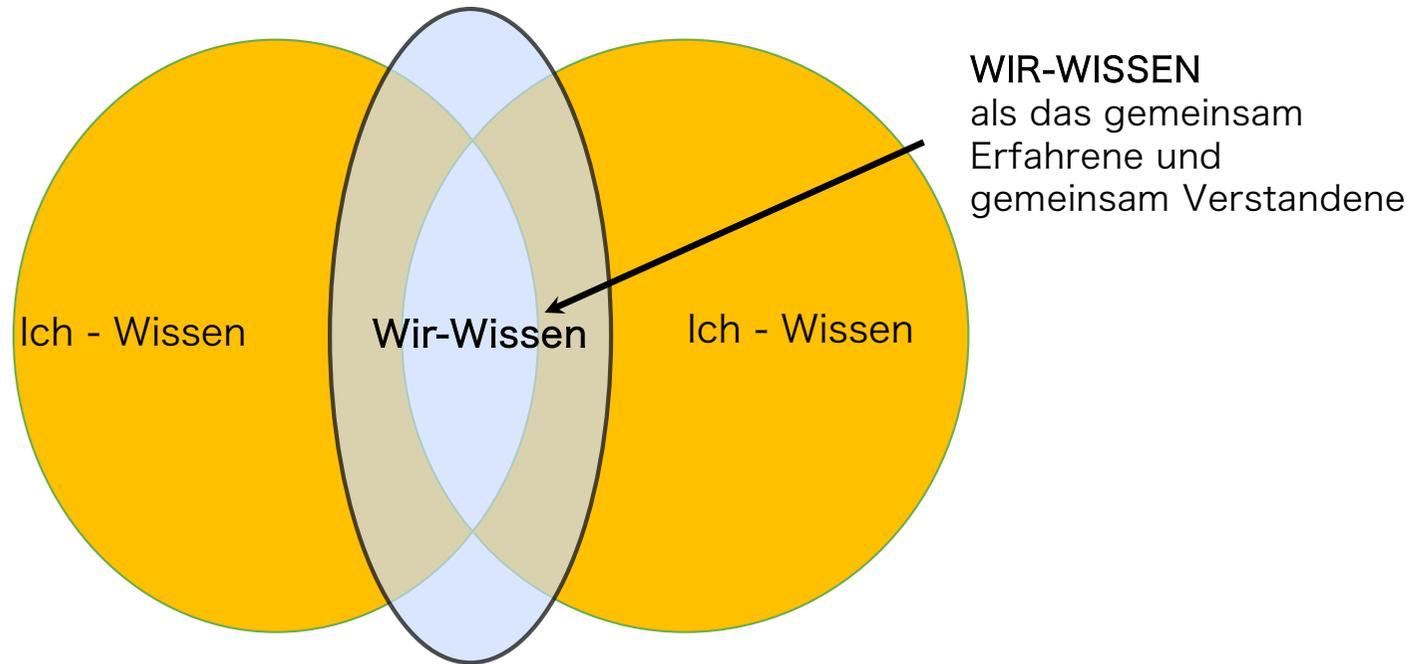 WIR-WISSEN
als das gemeinsam
Erfahrene und
gemeinsam Verstandene
Ich - Wissen
Wir-Wissen
Ich - Wissen